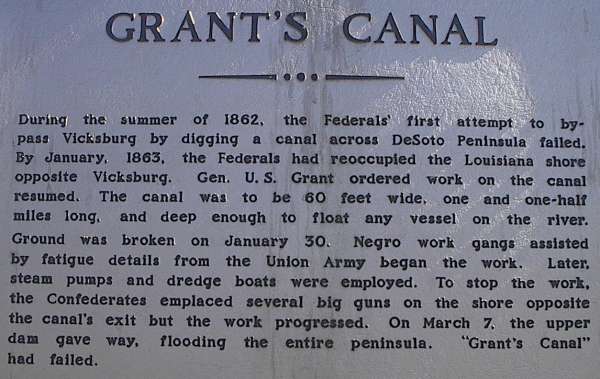 GRANT'S CANAL
During the summer of 1862, the Federals' first attempt to by-
pass Vicksburg by digging a canal across DeSoto Peninsula failed.
By January, 1863, the Federals had reoccupied the Louisiana shore
opposite Vicksburg. Gen. U.S. Grant ordered work on the canal
resumed. The canal was to be 60 feet wide, one and one-half
miles long, and deep enough to float any vessel on the river.
Ground was broken on January 30. Negro work gangs assisted
by fatigue details from the Union Army began the work. Later,
steam pumps and dredge boats were employed. To stop the work,
the Confederates emplaced several big guns on the shore opposite
the canal's exit but the work progressed. On March 7, the upper
dam gave way, flooding the entire peninsula. "Grant's Canal"
had failed.